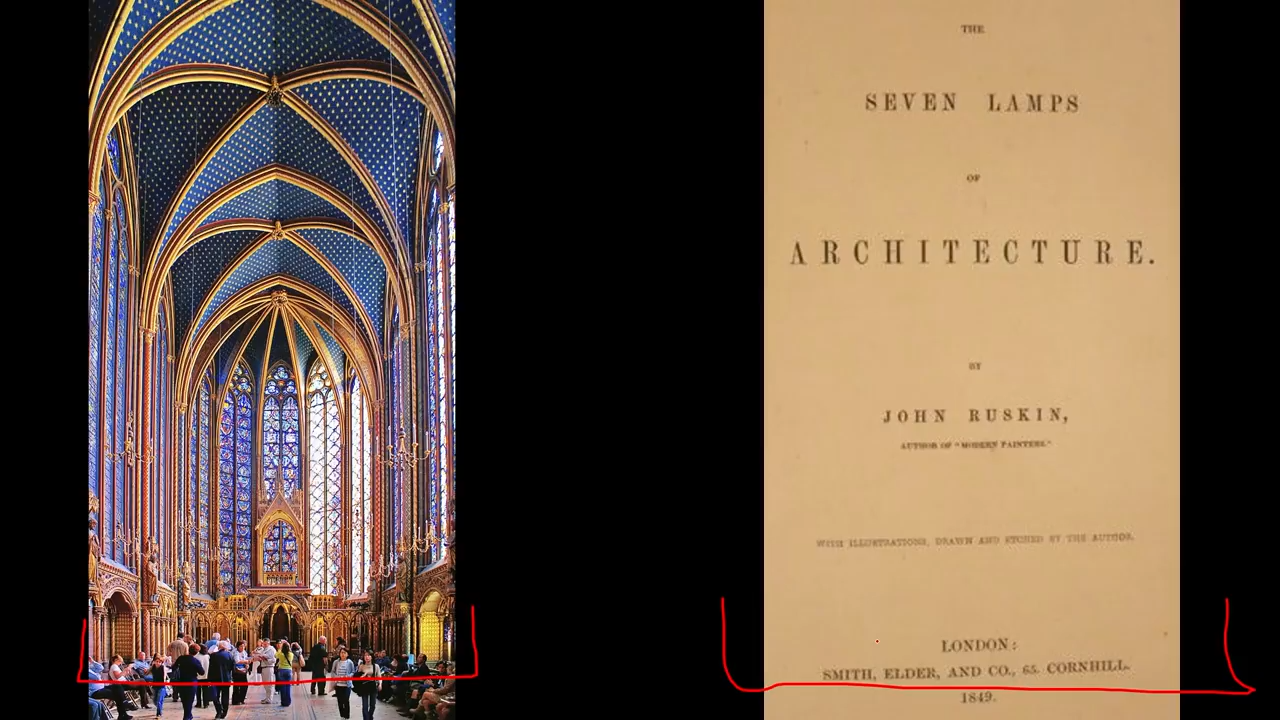 THE
SEVEN LAMPS
OF
ARCHITECTURE.
BY
JOHN RUSKIN,
AUTHOR OF "MODERN PAINTERS."
WITH ILLUSTRATIONS, DRAWN AND ETCHED BY THE AUTHOR.
LONDON:
SMITH, ELDER, AND CO., 65. CORNHILL.
1849.